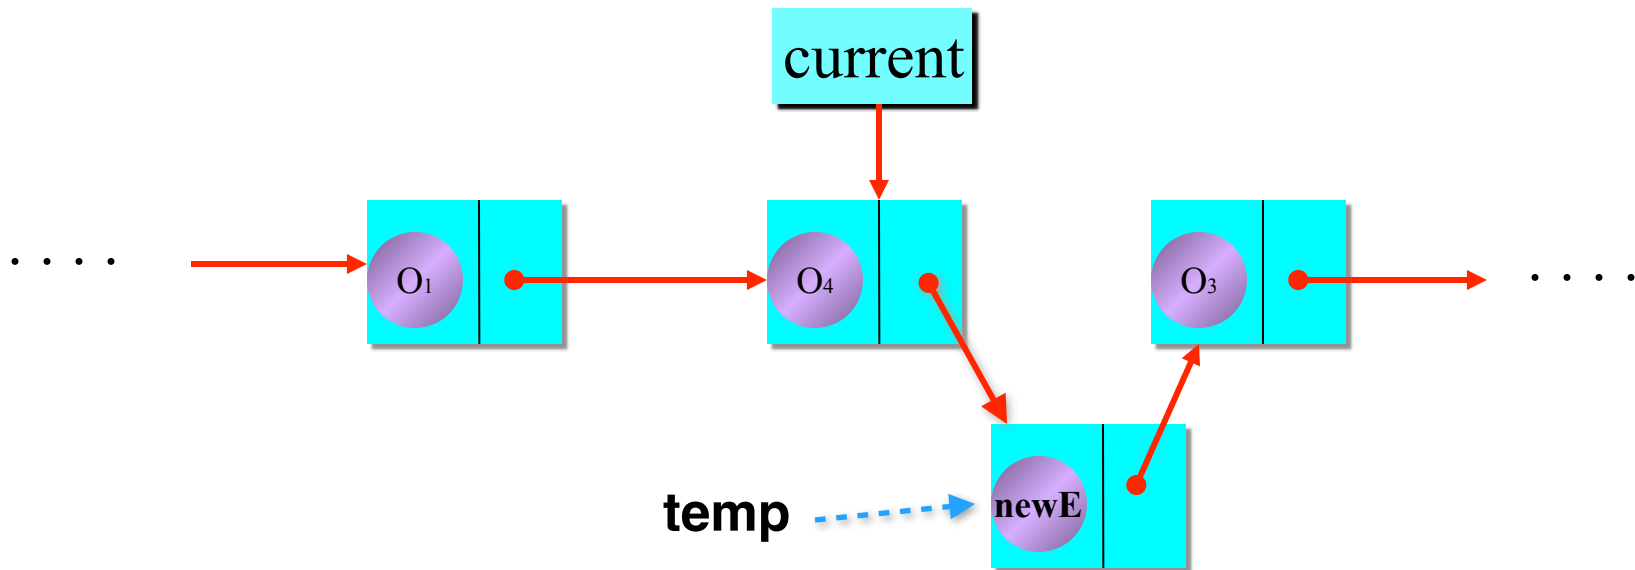 current
. . . .
O1
O4
O3
. . . .
newE
temp